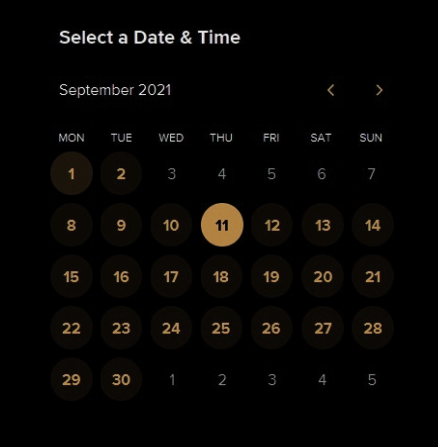 Select a Date & Time
September 2021
MON TUE WED THU FRI SAT SUN
1 2 3 4 5 6 7
8 9 10 11 12 13 14
15 16 17 18 19 20 21
22 23 24 25 26 27 28
29 30 1 2 3 4 5